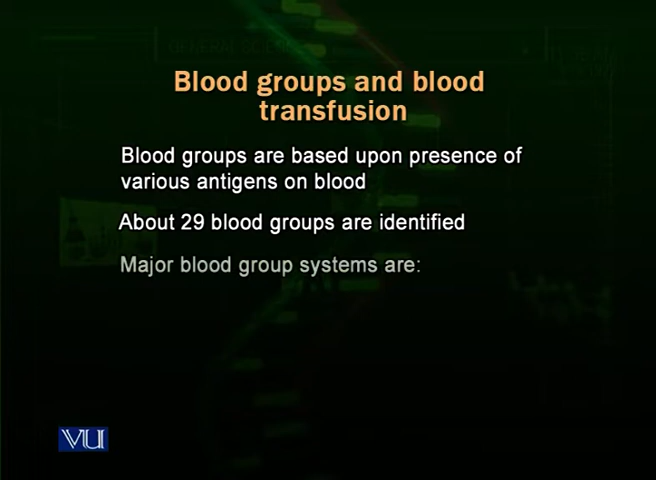 Blood groups and blood
transfusion
Blood groups are based upon presence of
various antigens on blood
About 29 blood groups are identified
Major blood group systems are:
VU